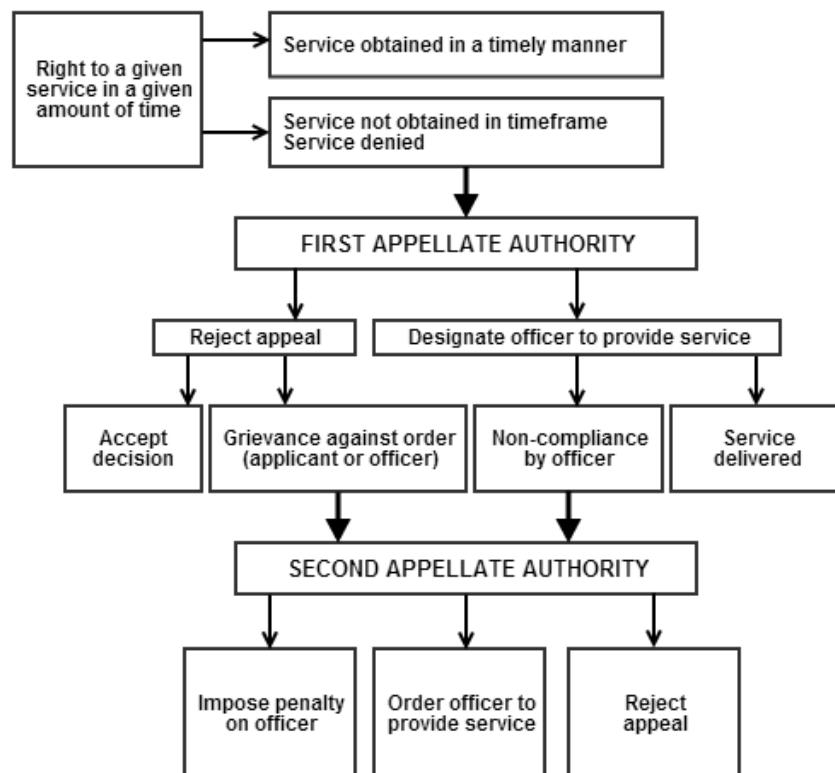 Service obtained in a timely manner
Right to a given
service in a given
amount of time
Service not obtained in timeframe
Service denied
FIRST APPELLATE AUTHORITY
Reject appeal
Designate officer to provide service
Accept
decision
Grievance against order
(applicant or officer)
Non-compliance
by officer
Service
delivered
SECOND APPELLATE AUTHORITY
Impose penalty
on officer
Order officer to
provide service
Reject
appeal